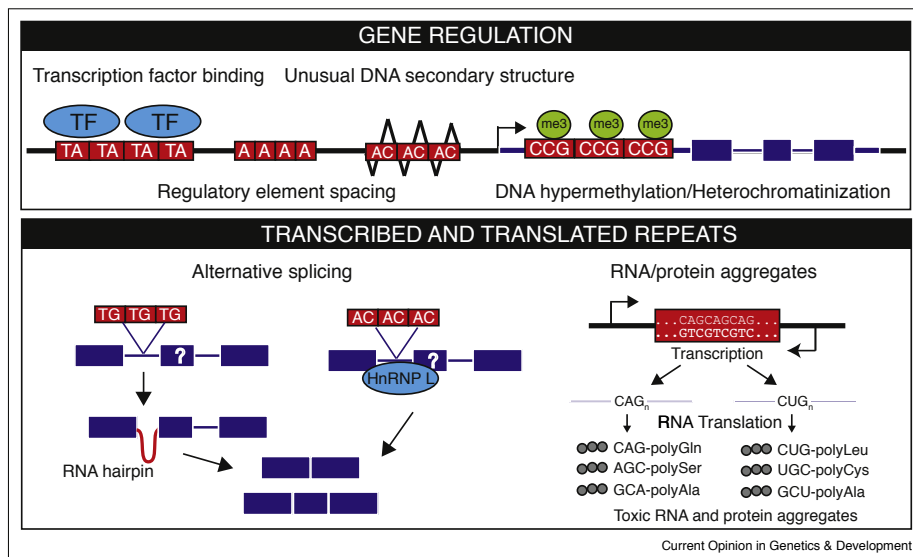 GENE REGULATION
Transcription factor binding Unusual DNA secondary structure
TF TF
me3 me3 me3
TA TA TA TA A A A A AC AC AC CCG CCG CCG
Regulatory element spacing DNA hypermethylation/Heterochromatinization
TRANSCRIBED AND TRANSLATED REPEATS
Alternative splicing
TG TG TG
?
RNA hairpin
AC AC AC
?
HnRNP L
RNA/protein aggregates
...CAGCAGCAG...
...GTCGTCGTC...
Transcription
CAGn CUGn
RNA Translation
CAG-polyGln CUG-polyLeu
AGC-polySer UGC-polyCys
GCA-polyAla GCU-polyAla
Toxic RNA and protein aggregates
Current Opinion in Genetics & Development